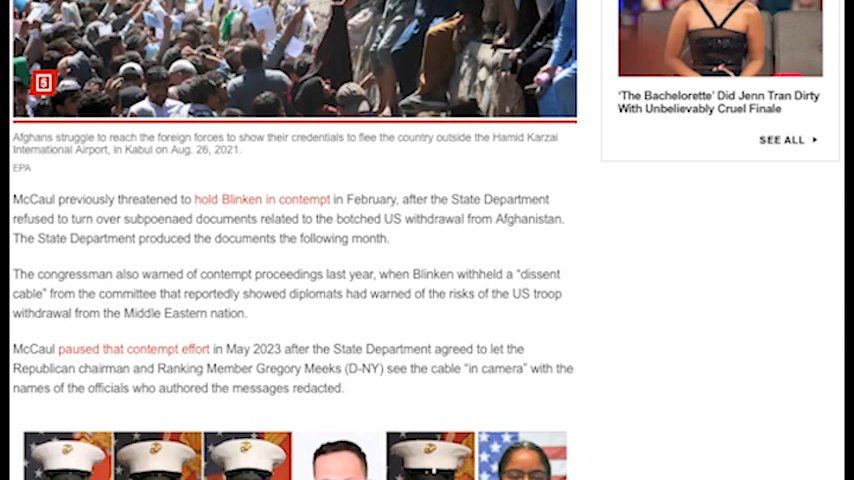 5
Afghans struggle to reach the foreign forces to show their credentials to flee the country outside the Hamid Karzai
International Airport, in Kabul on Aug. 26, 2021.
EPA
McCaul previously threatened to hold Blinken in contempt in February, after the State Department
refused to turn over subpoenaed documents related to the botched US withdrawal from Afghanistan.
The State Department produced the documents the following month.
The congressman also warned of contempt proceedings last year, when Blinken withheld a “dissent
cable” from the committee that reportedly showed diplomats had warned of the risks of the US troop
withdrawal from the Middle Eastern nation.
McCaul paused that contempt effort in May 2023 after the State Department agreed to let the
Republican chairman and Ranking Member Gregory Meeks (D-NY) see the cable “in camera” with the
names of the officials who authored the messages redacted.
‘The Bachelorette’ Did Jenn Tran Dirty
With Unbelievably Cruel Finale
SEE ALL